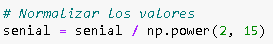 # Normalizar los valores
senial = senial / np.power(2, 15)